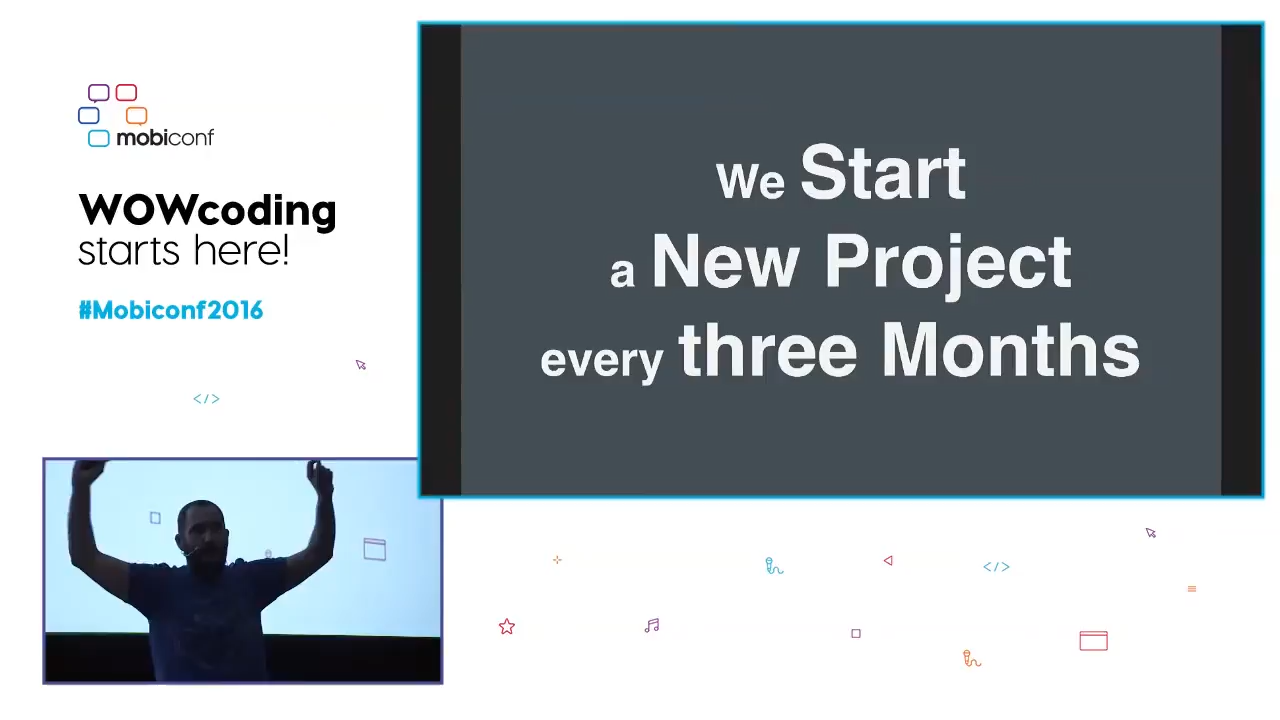 mobiconf
WOWcoding
starts here!
#Mobiconf2016
</>
We Start
a New Project
every three Months
</>